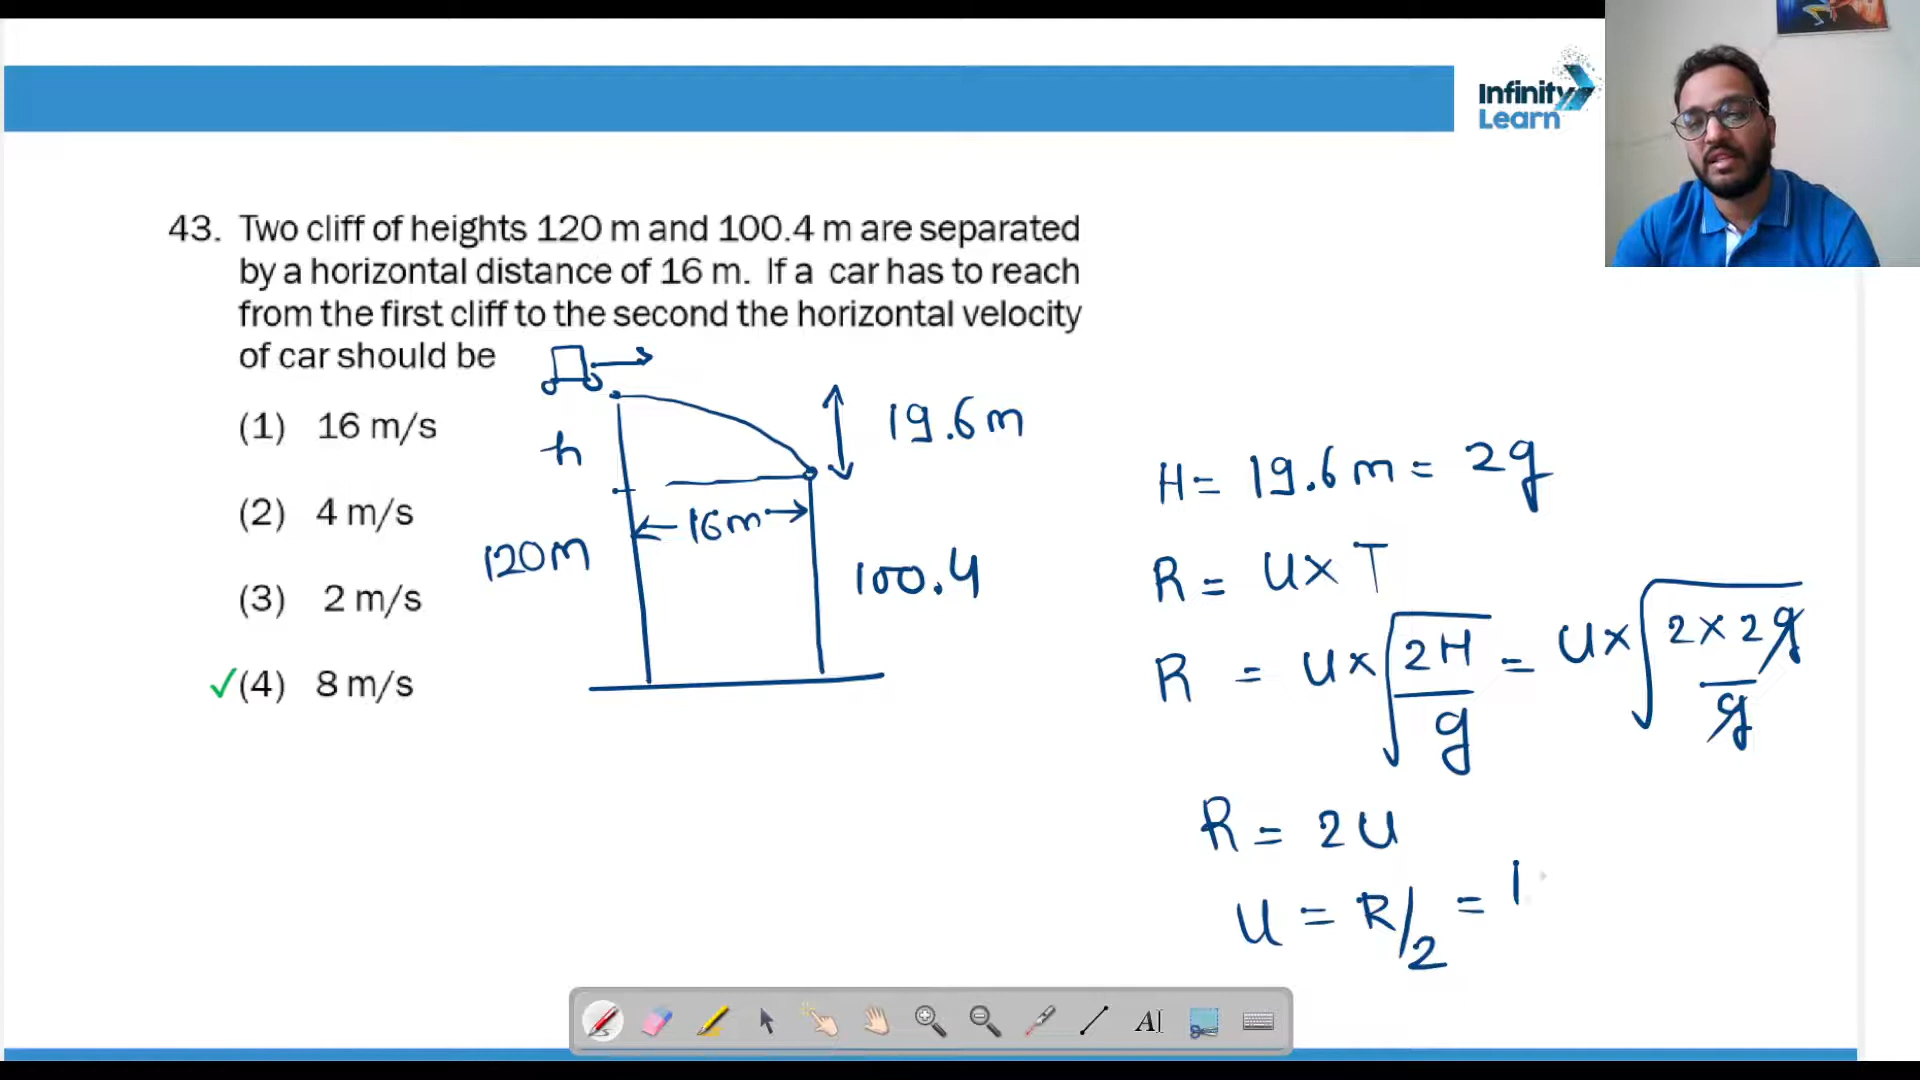 Infinity
Learn
43. Two cliff of heights 120 m and 100.4 m are separated
by a horizontal distance of 16 m. If a car has to reach
from the first cliff to the second the horizontal velocity
of car should be
(1) 16 m/s
(2) 4 m/s
(3) 2 m/s
✓(4) 8 m/s
h
19.6m
16m
120m
100.4
H = 19.6 m = 2g
R = U × T
R = U × √(2H/g) = U × √(2 × 2g/g)
R = 2U
U = R/2 = 1
A